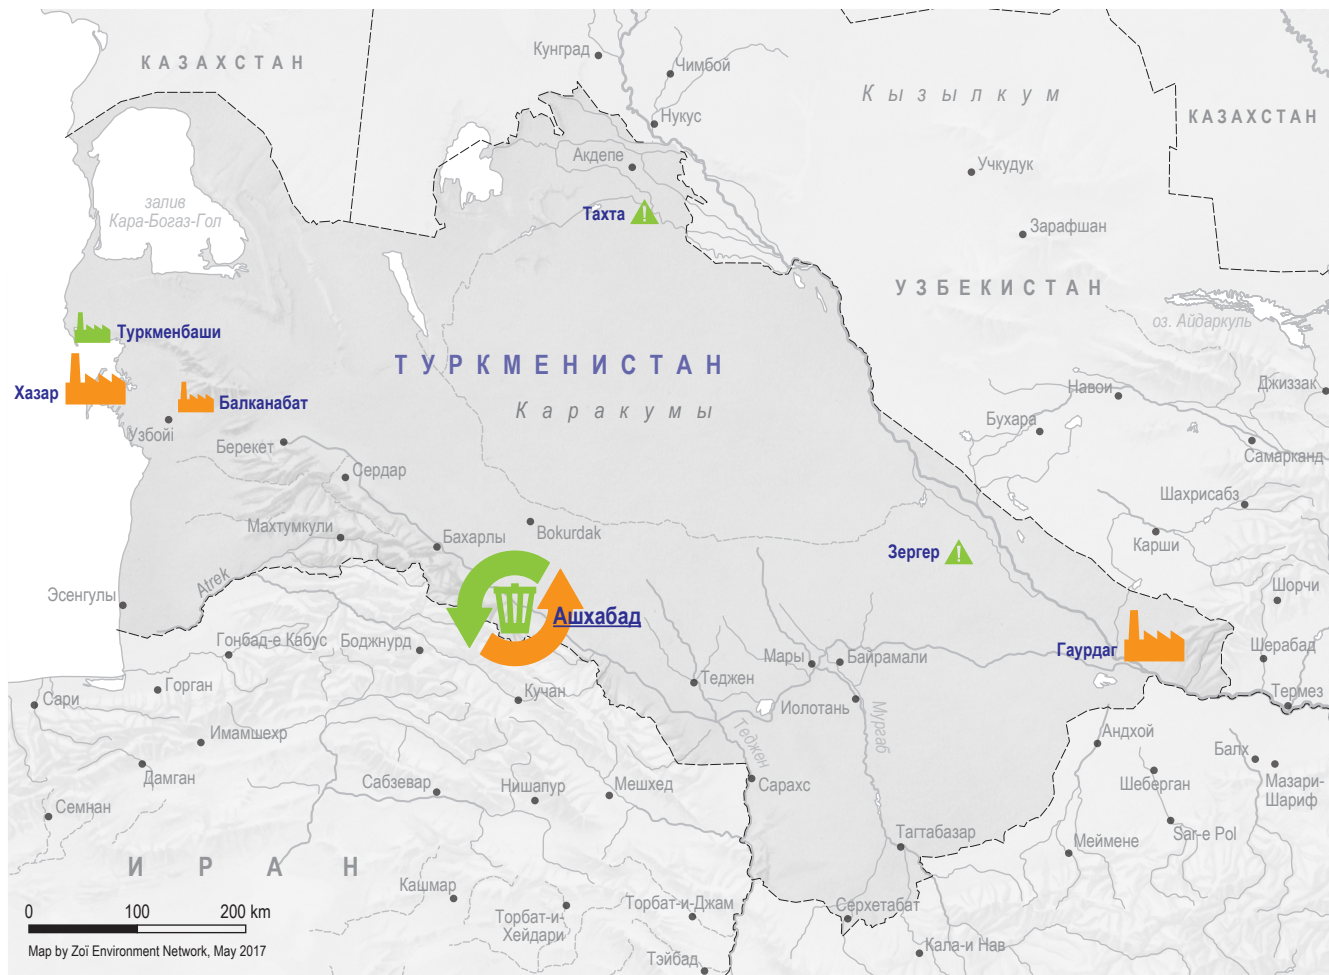 Кунград
КАЗАХСТАН
Чимбой
Кызылкум
Нукус
КАЗАХСТАН
Акдепе
Учкудук
залив
Кара-Богаз-Гол
Тахта
Зарафшан
УЗБЕКИСТАН
оз. Айдаркуль
Туркменбаши
ТУРКМЕНИСТАН
Хазар
Балканабат
Навои
Джиззак
Каракумы
Бухара
Узбой
Берекет
Самарканд
Сердар
Шахрисабз
Махтумкули
Бахарлы
Bokurdak
Карши
Зергер
Atrek
Эсенгулы
Шорчи
Ашхабад
Гонбад-е Кабус
Боджнурд
Гаурдаг
Шерабад
Мары
Байрамали
Теджен
Горган
Кучан
Сари
Термез
Иолотань
Мургаб
Теджен
Имамшехр
Андхой
Балх
Дамган
Сабзевар
Нишапур
Мешхед
Сарахс
Шеберган
Мазари-
Шариф
Семнан
Тагтабазар
Меймене
Sar-e Pol
ИРАН
Кашмар
Торбат-и-
Хейдари
Торбат-и-Джам
Серхетабат
0 100 200 km
Кала-и Нав
Map by Zoï Environment Network, May 2017
Тэйбад